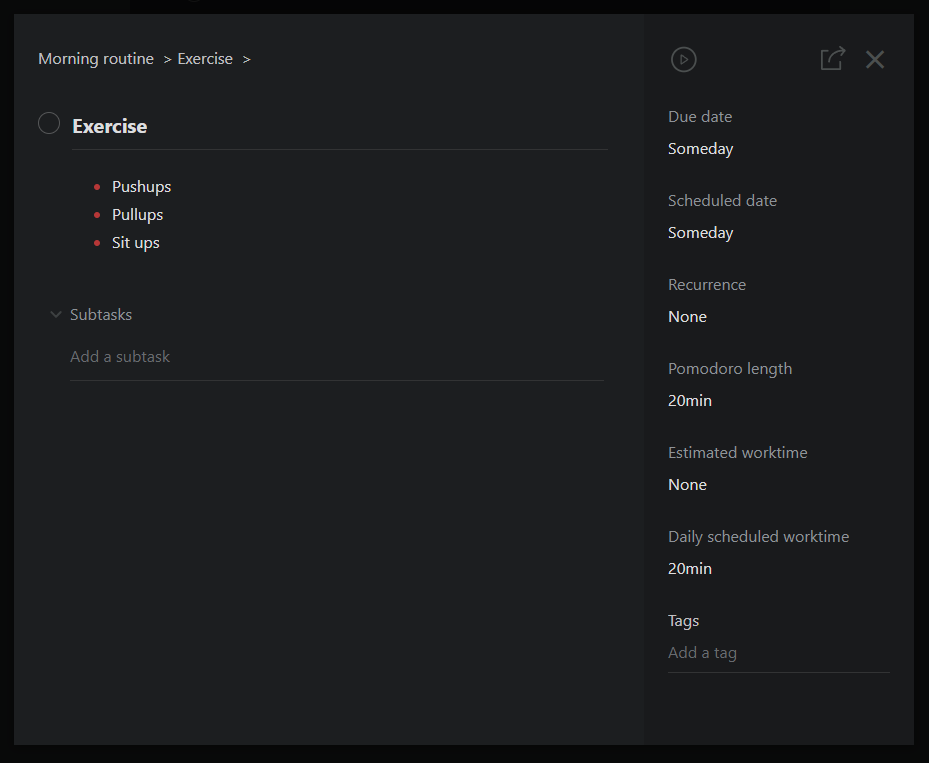 Morning routine > Exercise >
Exercise
Pushups
Pullups
Sit ups
Subtasks
Add a subtask
Due date
Someday
Scheduled date
Someday
Recurrence
None
Pomodoro length
20min
Estimated worktime
None
Daily scheduled worktime
20min
Tags
Add a tag